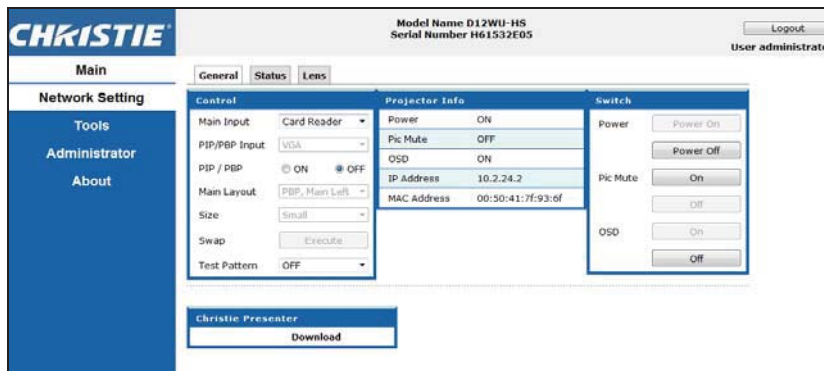 CHRISTIE
Model Name D12WU-HS
Serial Number H61532E05
Logout
User administrato
Main
Network Setting
Tools
Administrator
About
General Status Lens
Control
Main Input Card Reader
PIP/PBP Input VGA
PIP / PBP ON OFF
Main Layout PBP, Main Left
Size Small
Swap Execute
Test Pattern OFF
Projector Info
Power ON
Pic Mute OFF
OSD ON
IP Address 10.2.24.2
MAC Address 00:50:41:7f:93:6f
Switch
Power Power On
Power Off
Pic Mute On
Off
OSD On
Off
Christie Presenter
Download